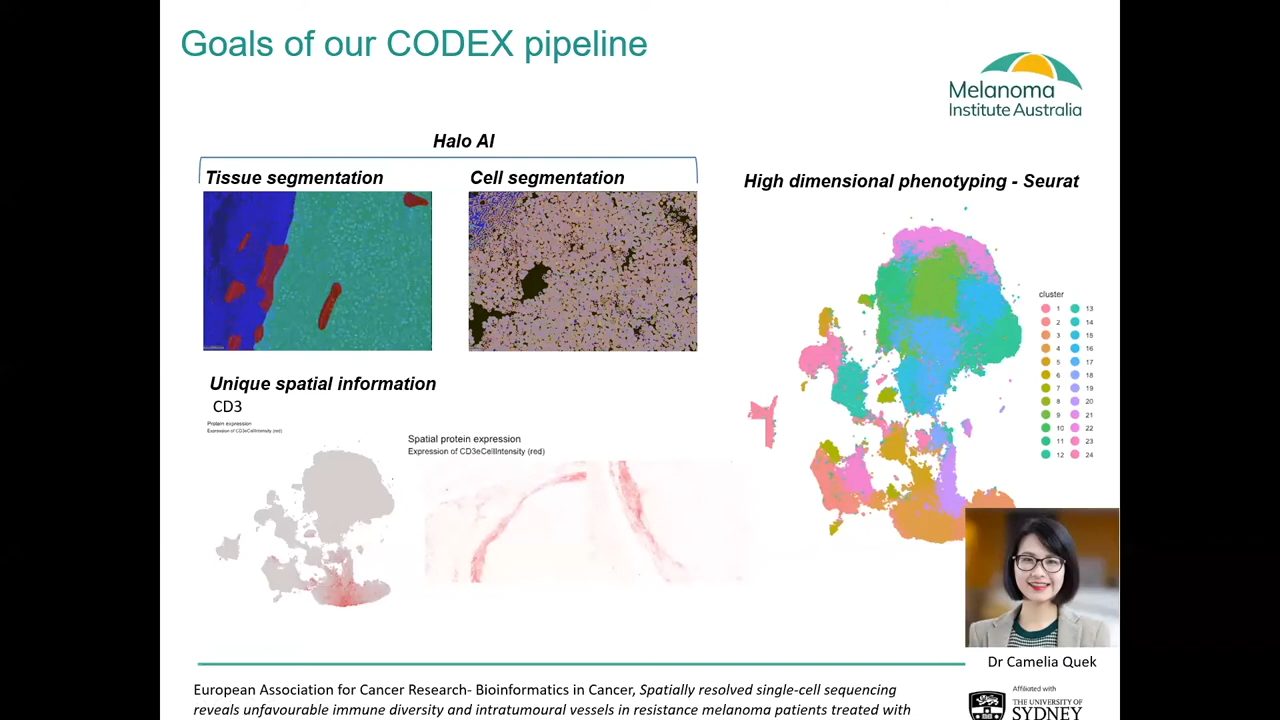 Goals of our CODEX pipeline
Melanoma
Institute Australia
Halo AI
Tissue segmentation
Cell segmentation
High dimensional phenotyping - Seurat
cluster
1 13
2 14
3 15
4 16
5 17
6 18
7 19
8 20
9 21
10 22
11 23
12 24
Unique spatial information
CD3
Protein expression
Expression of CD3eCellIntensity (red)
Spatial protein expression
Expression of CD3eCellIntensity (red)
Dr Camelia Quek
European Association for Cancer Research- Bioinformatics in Cancer, Spatially resolved single-cell sequencing
reveals unfavorable immune diversity and intratumoural vessels in resistance melanoma patients treated with
Affiliated with
THE UNIVERSITY OF
SYDNEY